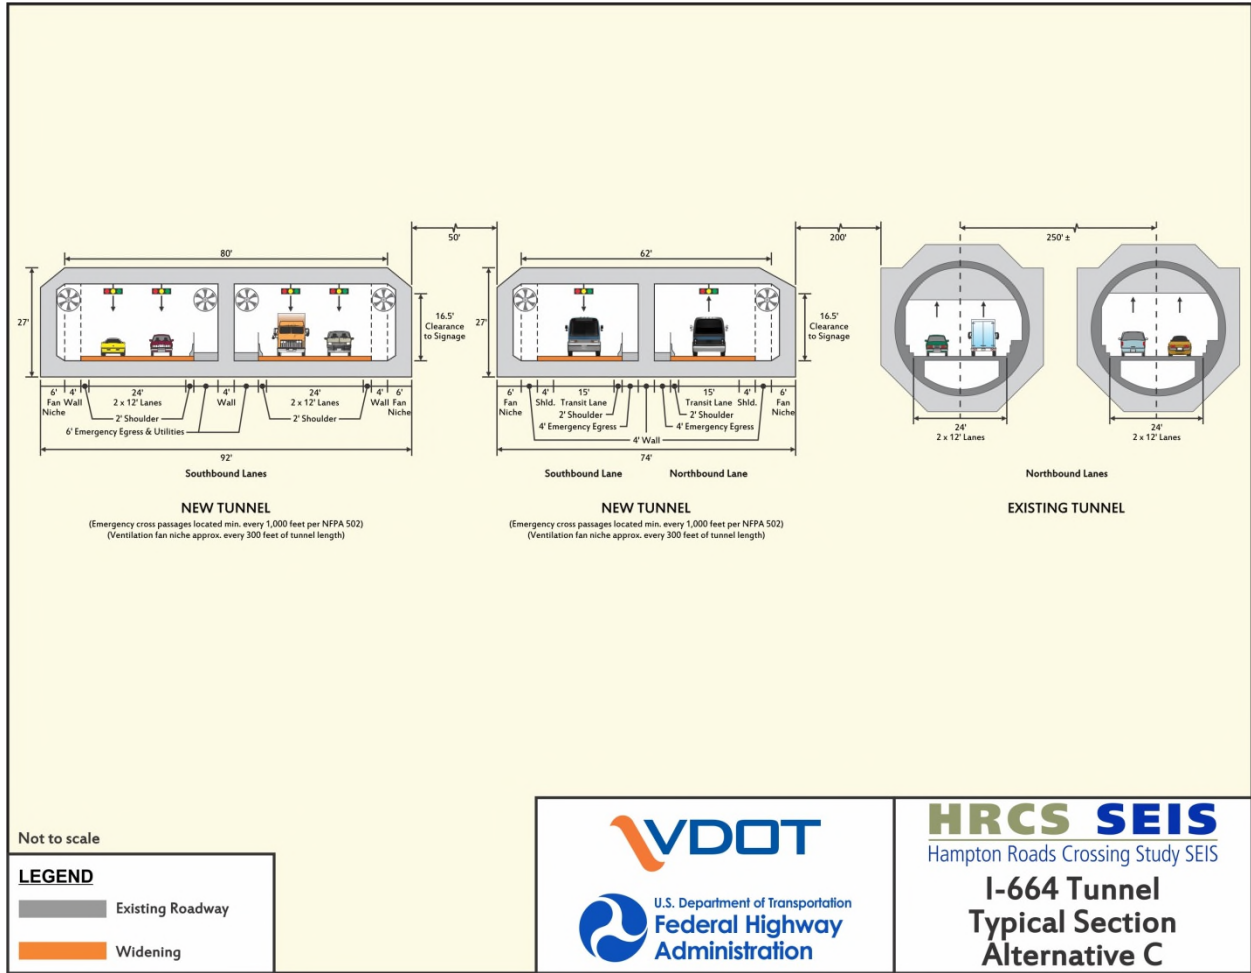 80'
50'
62'
200'
250' ±
27'
16.5'
Clearance
to Signage
27'
16.5'
Clearance
to Signage
6'
Fan
Niche
4'
Wall
24'
2 x 12' Lanes
4'
Wall
24'
2 x 12' Lanes
4'
Wall
6'
Fan
Niche
2' Shoulder
2' Shoulder
6' Emergency Egress & Utilities
92'
Southbound Lanes
NEW TUNNEL
(Emergency cross passages located min. every 1,000 feet per NFPA 502)
(Ventilation fan niche approx. every 300 feet of tunnel length)
6'
Fan
Niche
4'
Shld.
15'
Transit Lane
15'
Transit Lane
4'
Shld.
6'
Fan
Niche
2' Shoulder
2' Shoulder
4' Emergency Egress
4' Emergency Egress
4' Wall
74'
Southbound Lane
Northbound Lane
NEW TUNNEL
(Emergency cross passages located min. every 1,000 feet per NFPA 502)
(Ventilation fan niche approx. every 300 feet of tunnel length)
24'
2 x 12' Lanes
24'
2 x 12' Lanes
Northbound Lanes
EXISTING TUNNEL
Not to scale
LEGEND
Existing Roadway
Widening
VDOT
U.S. Department of Transportation
Federal Highway
Administration
HRCS SEIS
Hampton Roads Crossing Study SEIS
I-664 Tunnel
Typical Section
Alternative C